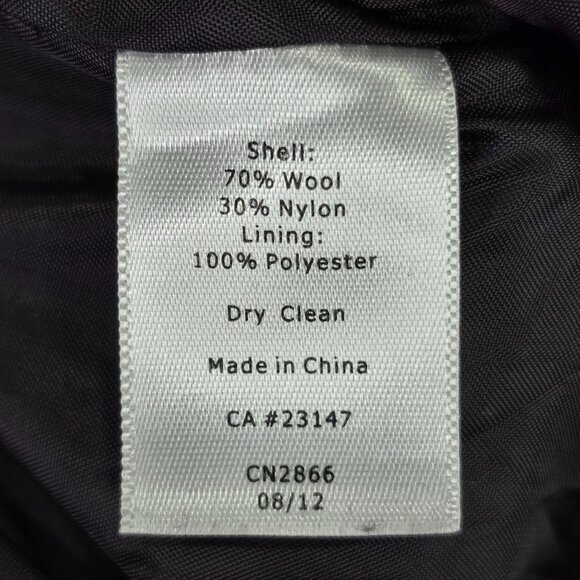 Shell:
70% Wool
30% Nylon
Lining:
100% Polyester
Dry Clean
Made in China
CA #23147
CN2866
08/12